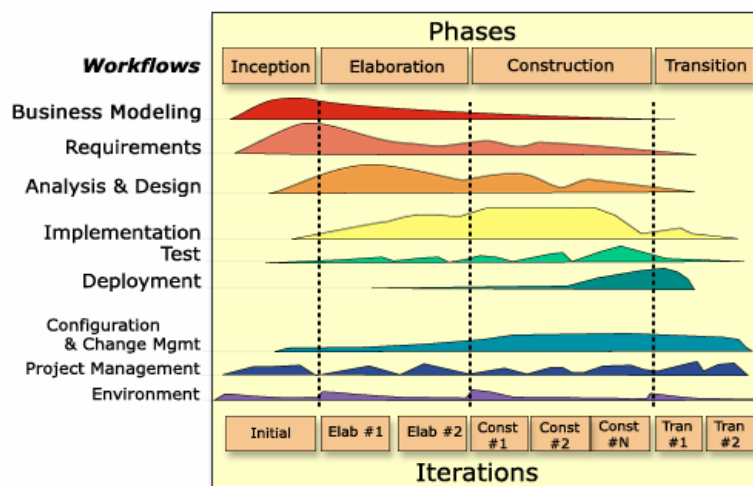 Phases
Workflows
Inception
Elaboration
Construction
Transition
Business Modeling
Requirements
Analysis & Design
Implementation
Test
Deployment
Configuration
& Change Mgmt
Project Management
Environment
Initial
Elab #1
Elab #2
Const
#1
Const
#2
Const
#N
Tran
#1
Tran
#2
Iterations